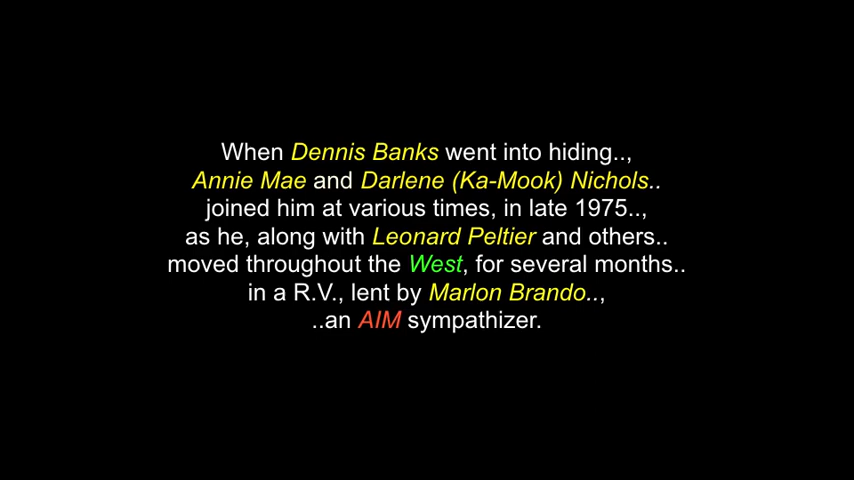 When Dennis Banks went into hiding..,
Annie Mae and Darlene (Ka-Mook) Nichols..
joined him at various times, in late 1975..,
as he, along with Leonard Peltier and others..
moved throughout the West, for several months..
in a R.V., lent by Marlon Brando..,
..an AIM sympathizer.